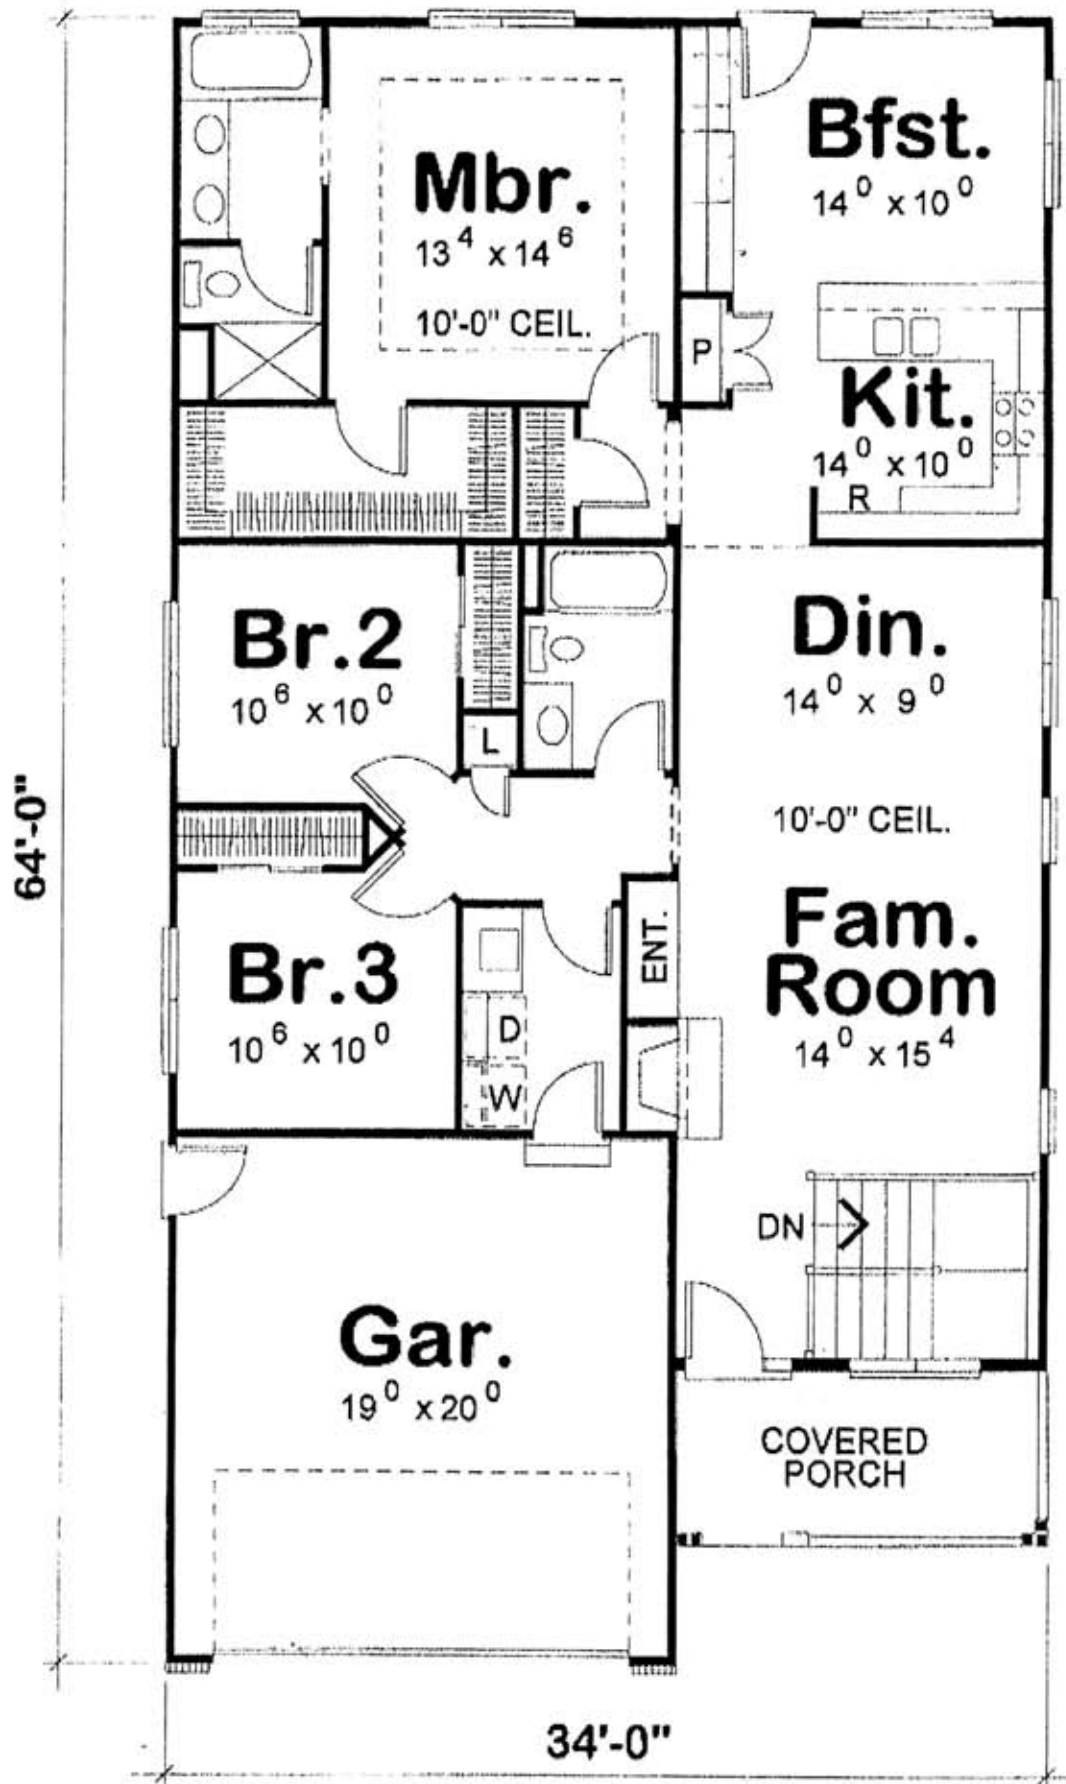 Mbr.
13⁴ x 14⁶
10'-0" CEIL.
Bfst.
14⁰ x 10⁰
P
Kit.
14⁰ x 10⁰
R
Br.2
10⁶ x 10⁰
L
Din.
14⁰ x 9⁰
10'-0" CEIL.
64'-0"
Br.3
10⁶ x 10⁰
D
W
ENT.
Fam.
Room
14⁰ x 15⁴
DN
Gar.
19⁰ x 20⁰
COVERED
PORCH
34'-0"